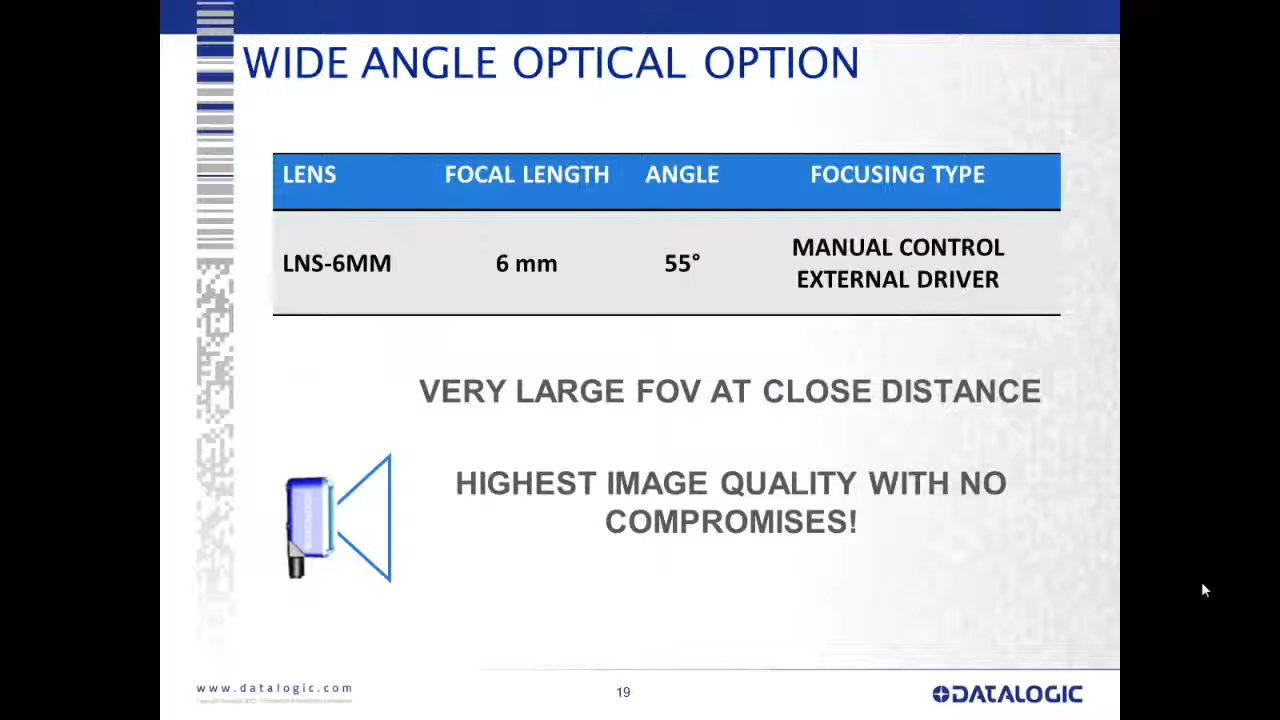 WIDE ANGLE OPTICAL OPTION
LENS FOCAL LENGTH ANGLE FOCUSING TYPE
LNS-6MM 6 mm 55° MANUAL CONTROL
EXTERNAL DRIVER
VERY LARGE FOV AT CLOSE DISTANCE
HIGHEST IMAGE QUALITY WITH NO
COMPROMISES!
www.datalogic.com
19
DATALOGIC